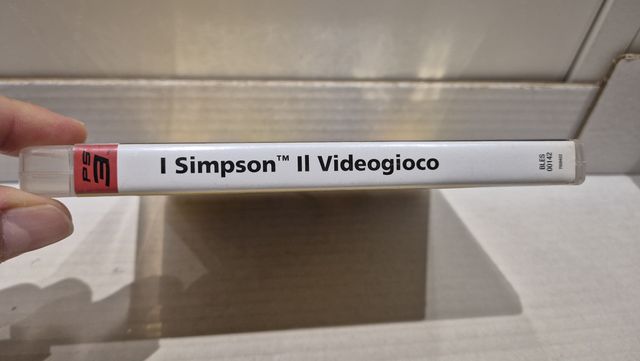 PS3
I Simpson™ Il Videogioco
BLES
00142